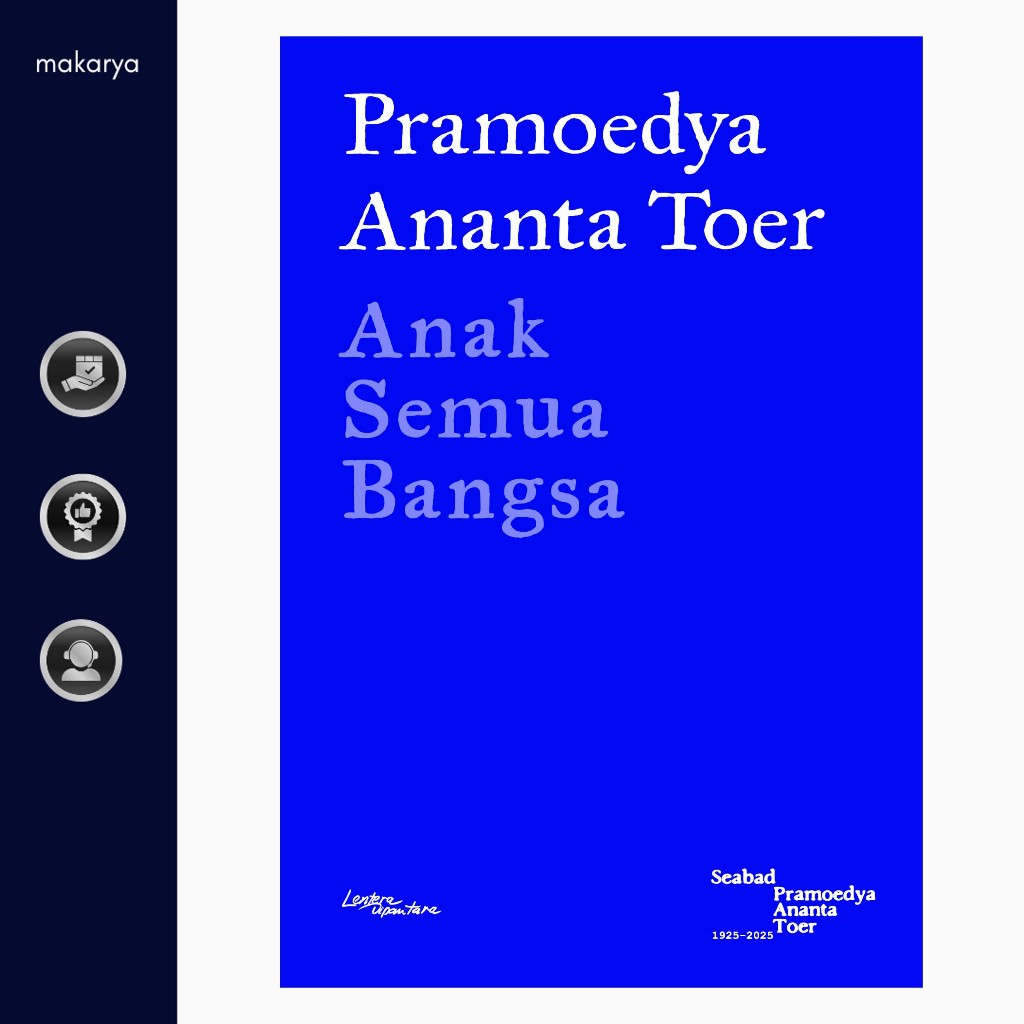 makarya
Pramoedya
Ananta Toer
Anak
Semua
Bangsa
Lentera
dipantara
Seabad
Pramoedya
Ananta
Toer
1925-2025